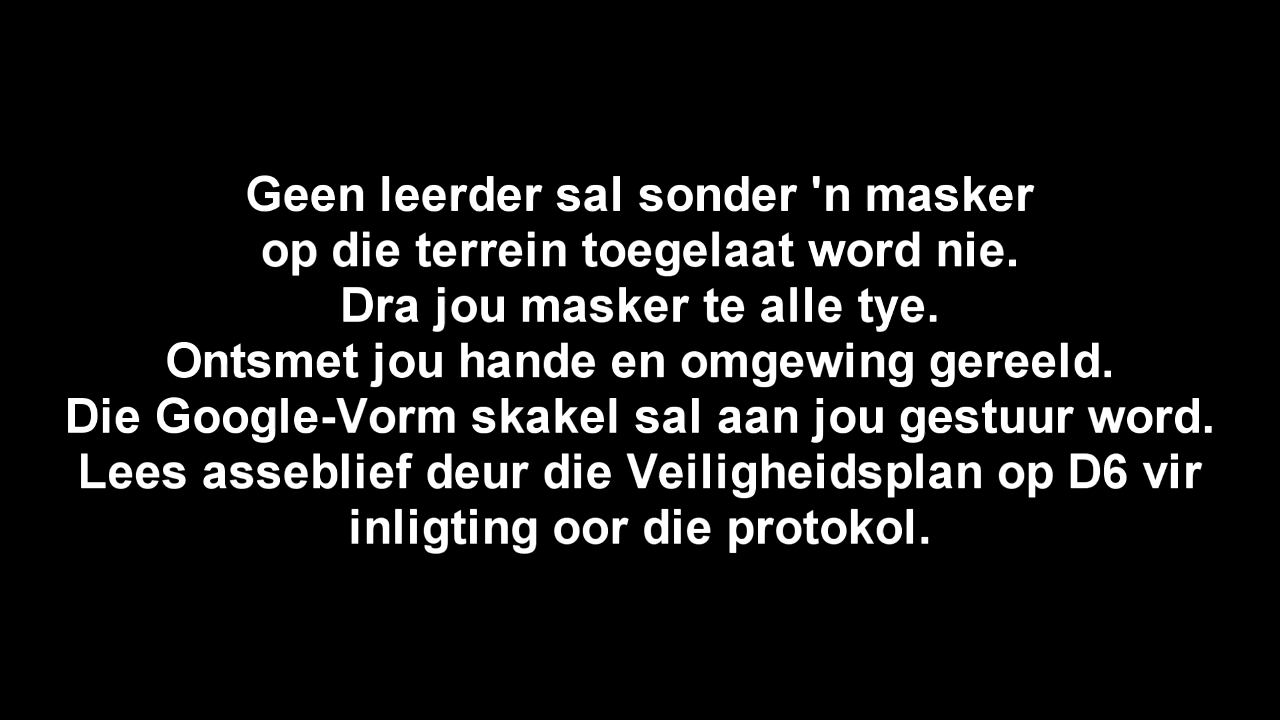 Geen leerder sal sonder 'n masker
op die terrein toegelaat word nie.
Dra jou masker te alle tye.
Ontsmet jou hande en omgewing gereeld.
Die Google-Vorm skakel sal aan jou gestuur word.
Lees asseblief deur die Veiligheidsplan op D6 vir
inligting oor die protokol.